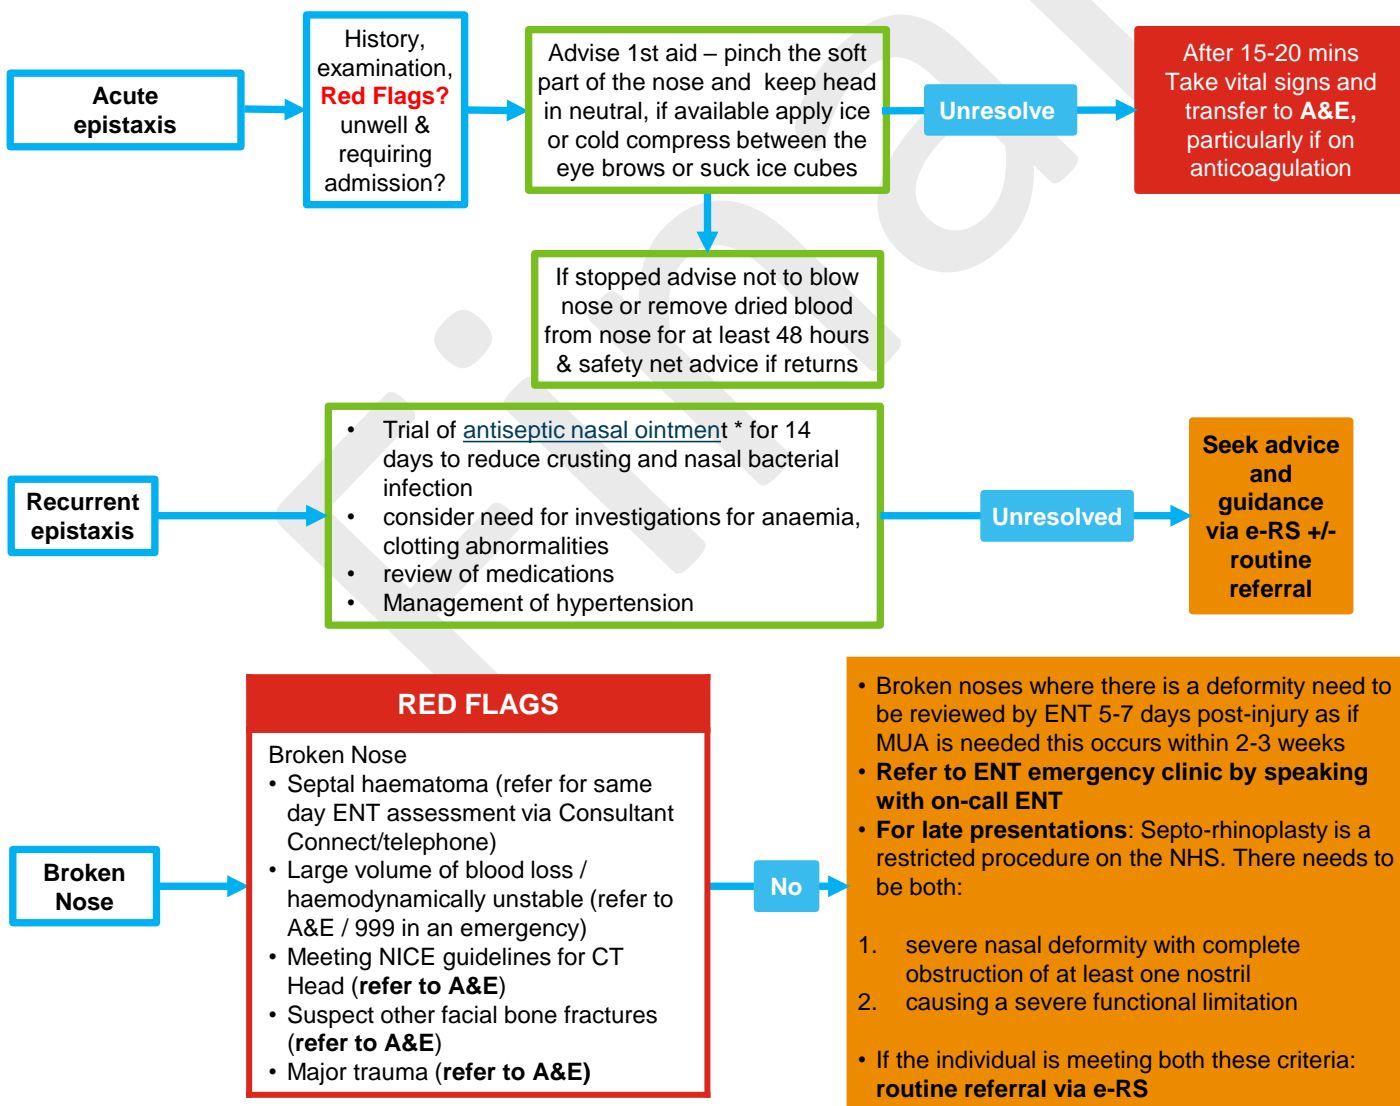 Acute
epistaxis
History,
examination,
Red Flags?
unwell &
requiring
admission?
Advise 1st aid – pinch the soft
part of the nose and keep head
in neutral, if available apply ice
or cold compress between the
eye brows or suck ice cubes
Unresolve
After 15-20 mins
Take vital signs and
transfer to A&E,
particularly if on
anticoagulation
If stopped advise not to blow
nose or remove dried blood
from nose for at least 48 hours
& safety net advice if returns
Recurrent
epistaxis
• Trial of antiseptic nasal ointment * for 14
days to reduce crusting and nasal bacterial
infection
• consider need for investigations for anaemia,
clotting abnormalities
• review of medications
• Management of hypertension
Unresolved
Seek advice
and
guidance
via e-RS +/-
routine
referral
Broken
Nose
RED FLAGS
Broken Nose
• Septal haematoma (refer for same
day ENT assessment via Consultant
Connect/telephone)
• Large volume of blood loss /
haemodynamically unstable (refer to
A&E / 999 in an emergency)
• Meeting NICE guidelines for CT
Head (refer to A&E)
• Suspect other facial bone fractures
(refer to A&E)
• Major trauma (refer to A&E)
No
• Broken noses where there is a deformity need to
be reviewed by ENT 5-7 days post-injury as if
MUA is needed this occurs within 2-3 weeks
• Refer to ENT emergency clinic by speaking
with on-call ENT
• For late presentations: Septo-rhinoplasty is a
restricted procedure on the NHS. There needs to
be both:
1. severe nasal deformity with complete
obstruction of at least one nostril
2. causing a severe functional limitation
• If the individual is meeting both these criteria:
routine referral via e-RS
Final